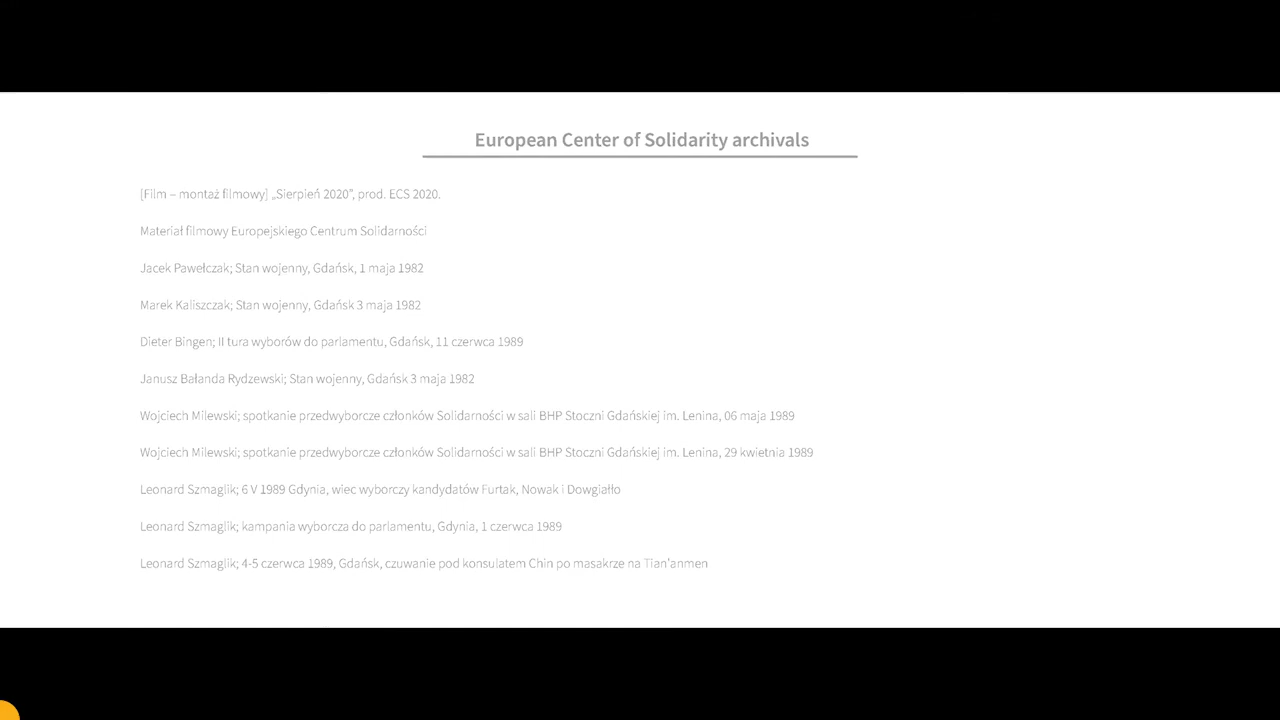 European Center of Solidarity archivals
[Film – montaż filmowy] „Sierpień 2020”, prod. ECS 2020.
Materiał filmowy Europejskiego Centrum Solidarności
Jacek Pawełczak; Stan wojenny, Gdańsk, 1 maja 1982
Marek Kaliszczak; Stan wojenny, Gdańsk 3 maja 1982
Dieter Bingen; II tura wyborów do parlamentu, Gdańsk, 11 czerwca 1989
Janusz Bałanda Rydzewski; Stan wojenny, Gdańsk 3 maja 1982
Wojciech Milewski; spotkanie przedwyborcze członków Solidarności w sali BHP Stoczni Gdańskiej im. Lenina, 06 maja 1989
Wojciech Milewski; spotkanie przedwyborcze członków Solidarności w sali BHP Stoczni Gdańskiej im. Lenina, 29 kwietnia 1989
Leonard Szmaglik; 6 V 1989 Gdynia, wiec wyborczy kandydatów Furtak, Nowak i Dowgiałło
Leonard Szmaglik; kampania wyborcza do parlamentu, Gdynia, 1 czerwca 1989
Leonard Szmaglik; 4-5 czerwca 1989, Gdańsk, czuwanie pod konsulatem Chin po masakrze na Tian'anmen